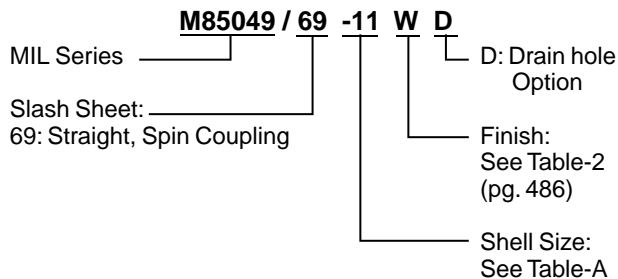 M85049 / 69 -11 W D
MIL Series
Slash Sheet:
69: Straight, Spin Coupling
D: Drain hole
Option
Finish:
See Table-2
(pg. 486)
Shell Size:
See Table-A